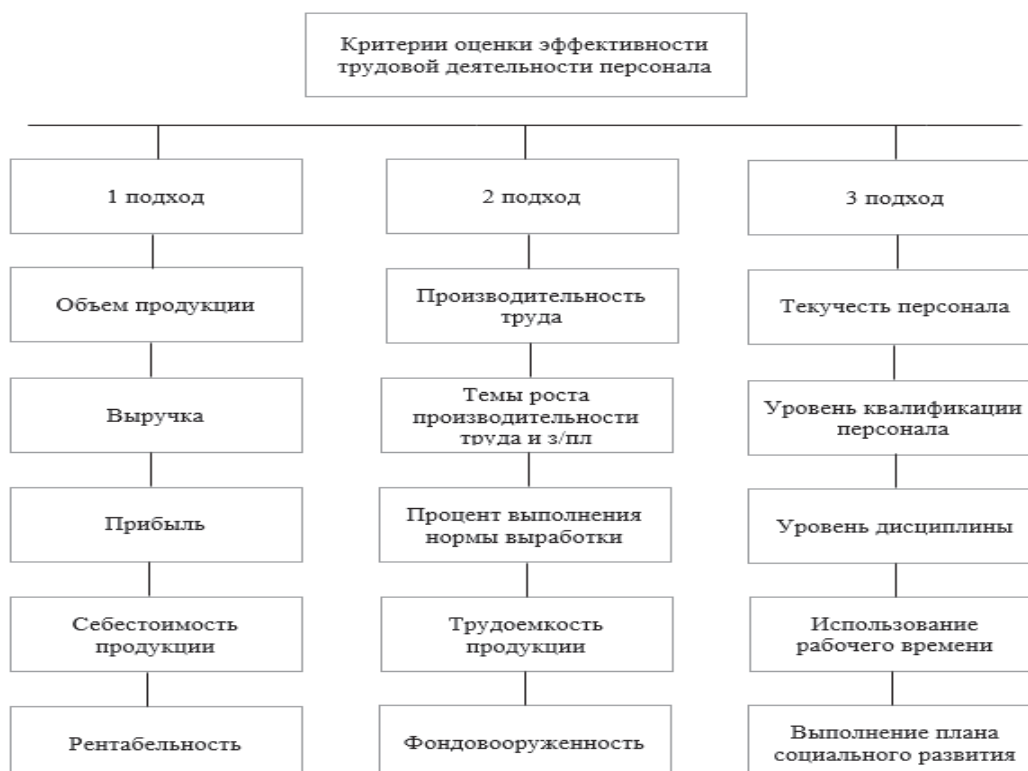 Критерии оценки эффективности
трудовой деятельности персонала
1 подход
2 подход
3 подход
Объем продукции
Производительность
труда
Текучесть персонала
Выручка
Темы роста
производительности
труда и з/пл
Уровень квалификации
персонала
Прибыль
Процент выполнения
нормы выработки
Уровень дисциплины
Себестоимость
продукции
Трудоемкость
продукции
Использование
рабочего времени
Рентабельность
Фондовооруженность
Выполнение плана
социального развития